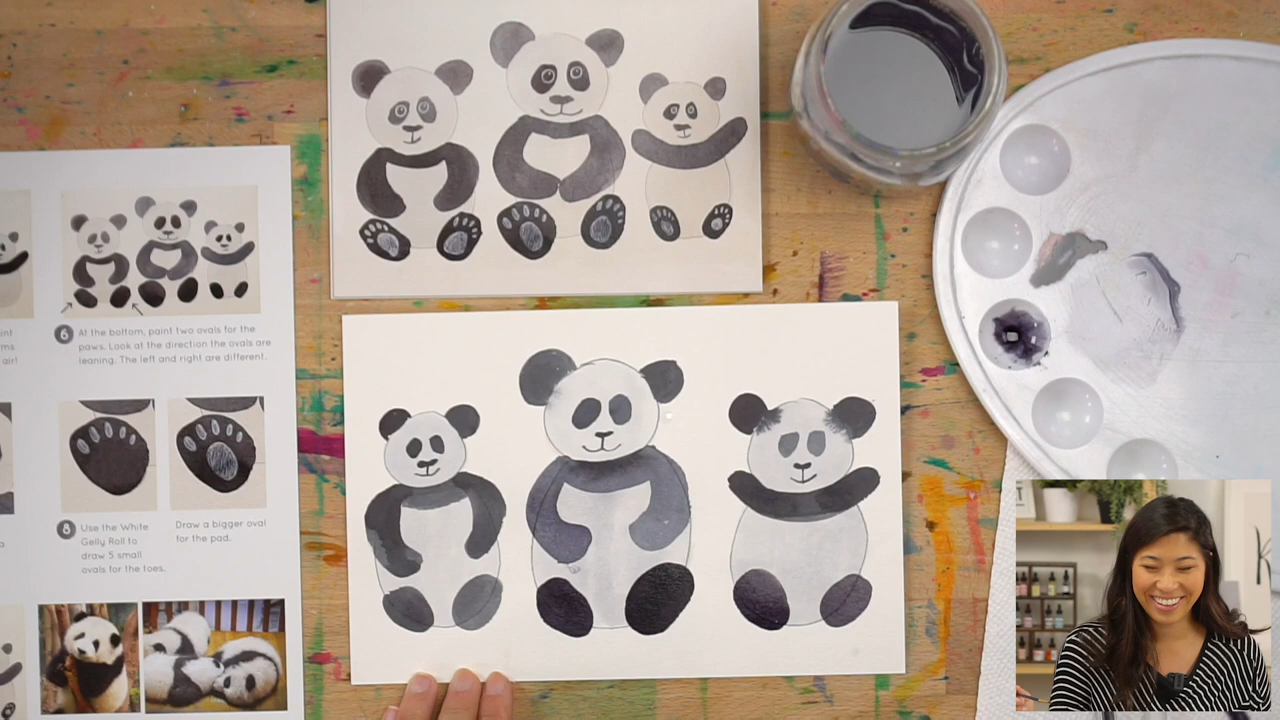 6 At the bottom, paint two ovals for the
paws. Look at the direction the ovals are
leaning. The left and right are different.
8 Use the White
Gelly Roll to
draw 5 small
ovals for the toes.
Draw a bigger oval
for the pad.